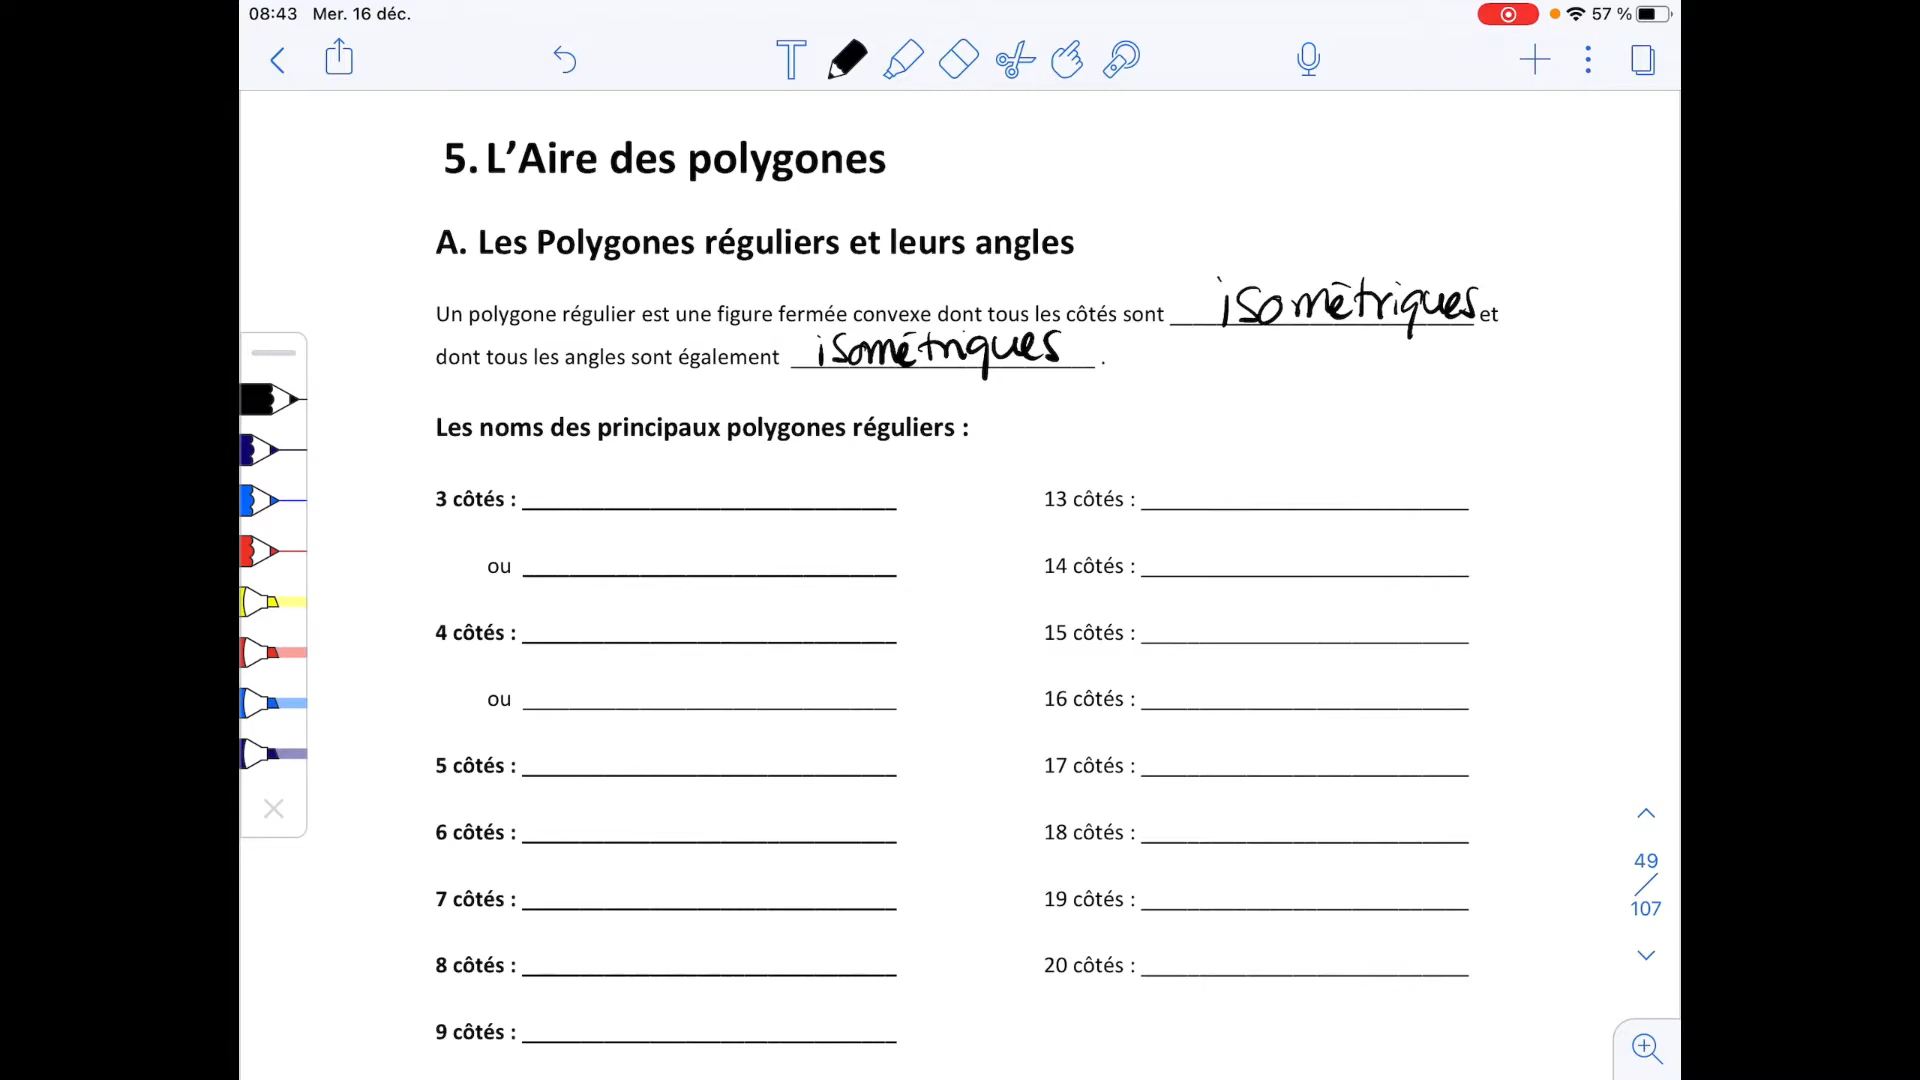 08:43 Mer. 16 déc.
57 %
5. L’Aire des polygones
A. Les Polygones réguliers et leurs angles
Un polygone régulier est une figure fermée convexe dont tous les côtés sont isométriques et
dont tous les angles sont également isométriques .
Les noms des principaux polygones réguliers :
3 côtés :
ou
4 côtés :
ou
5 côtés :
6 côtés :
7 côtés :
8 côtés :
9 côtés :
13 côtés :
14 côtés :
15 côtés :
16 côtés :
17 côtés :
18 côtés :
19 côtés :
20 côtés :
49
107